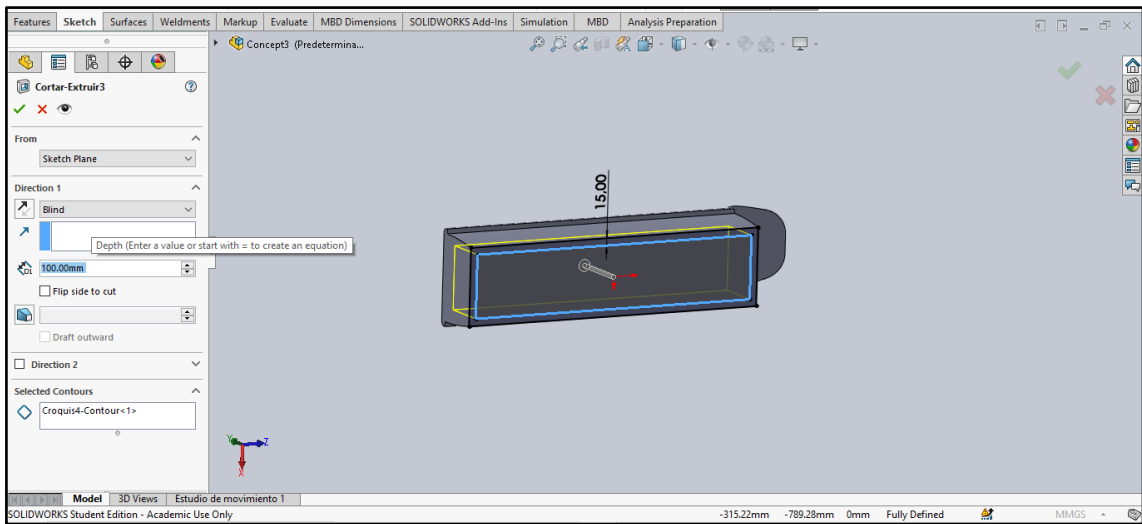 Features Sketch Surfaces Weldments Markup Evaluate MBD Dimensions SOLIDWORKS Add-Ins Simulation MBD Analysis Preparation
Concept3 (Predetermina...
Cortar-Extruir3
From
Sketch Plane
Direction 1
Blind
Depth (Enter a value or start with = to create an equation)
D1 100.00mm
Flip side to cut
Draft outward
Direction 2
Selected Contours
Croquis4-Contour<1>
15,00
Y
Z
X
Model 3D Views Estudio de movimiento 1
SOLIDWORKS Student Edition - Academic Use Only -315.22mm -789.28mm 0mm Fully Defined MMGS